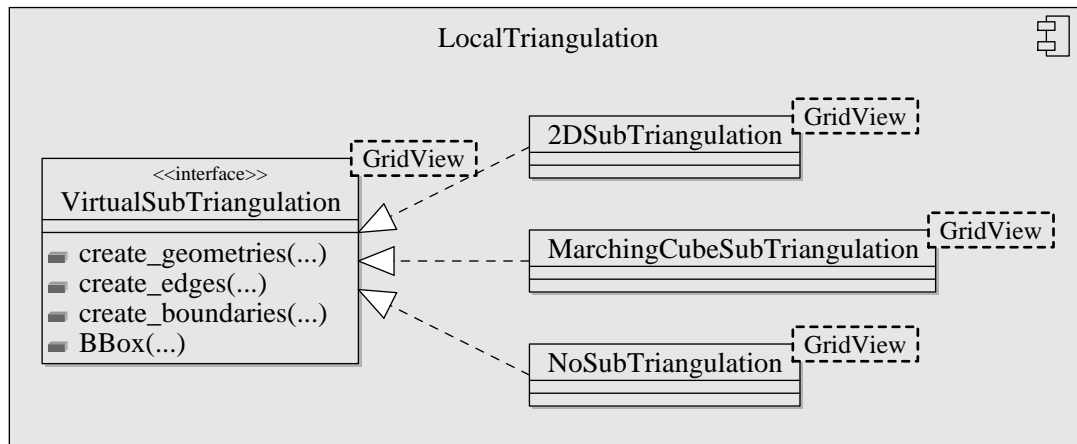 LocalTriangulation
GridView
<<interface>>
VirtualSubTriangulation
create_geometries(...)
create_edges(...)
create_boundaries(...)
BBox(...)
GridView
2DSubTriangulation
GridView
MarchingCubeSubTriangulation
GridView
NoSubTriangulation